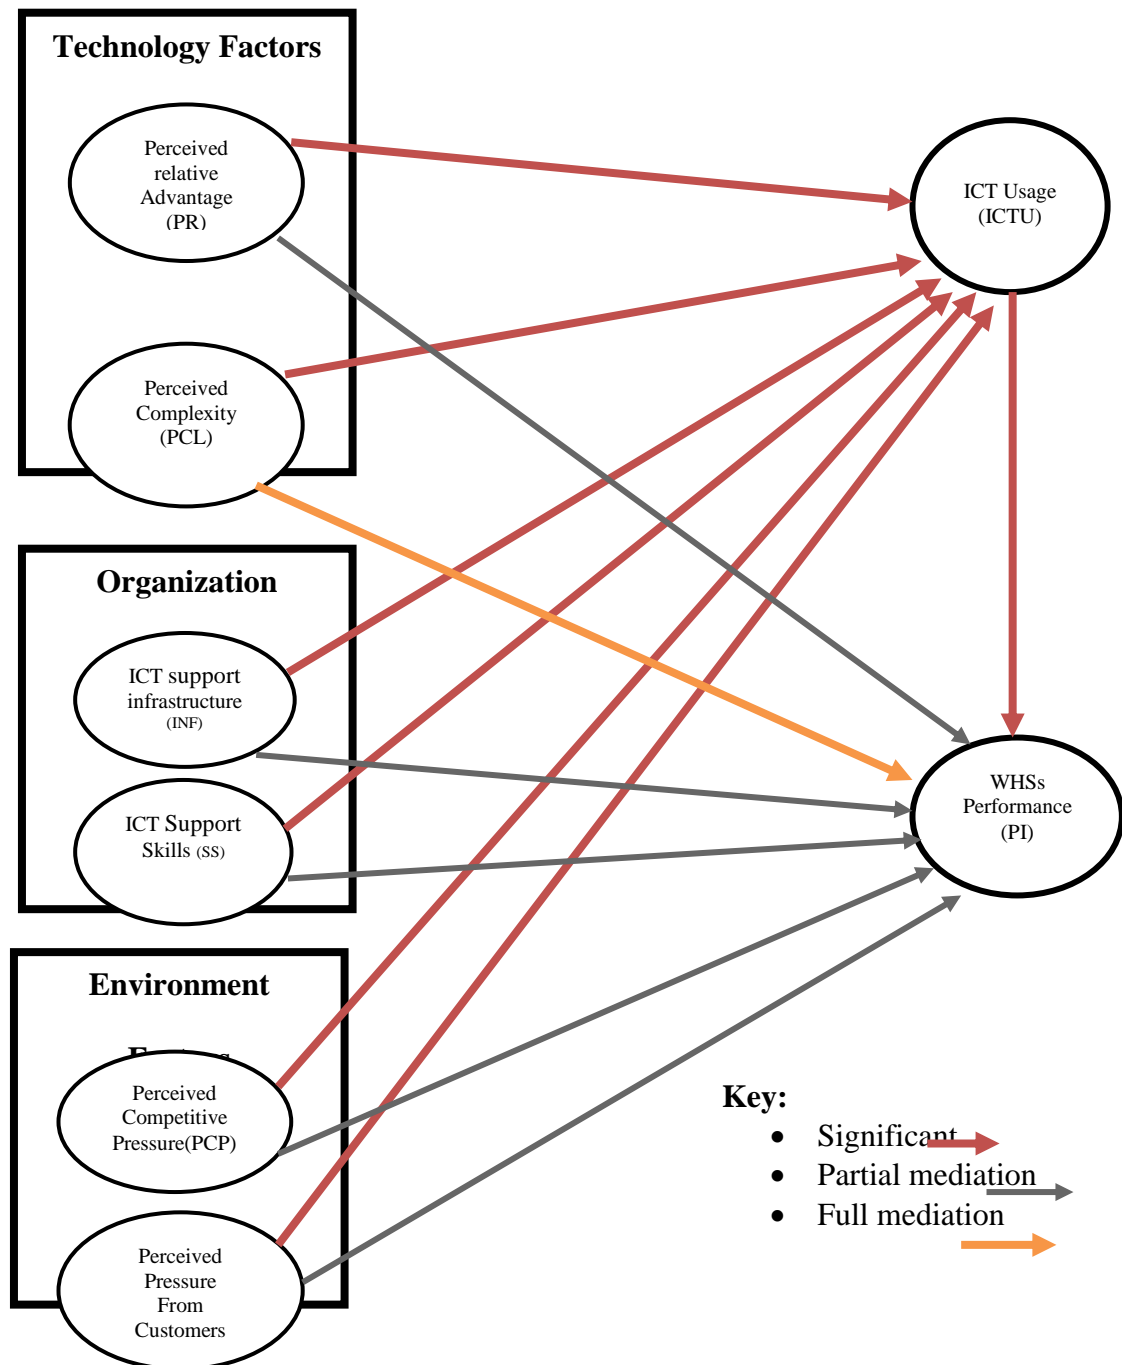 Technology Factors
Perceived
relative
Advantage
(PR)
ICT Usage
(ICTU)
Perceived
Complexity
(PCL)
Organization
ICT support
infrastructure
(INF)
ICT Support
Skills (SS)
WHSs
Performance
(PI)
Environment
Perceived
Competitive
Pressure(PCP)
Perceived
Pressure
From
Customers
Key:
• Significant
• Partial mediation
• Full mediation